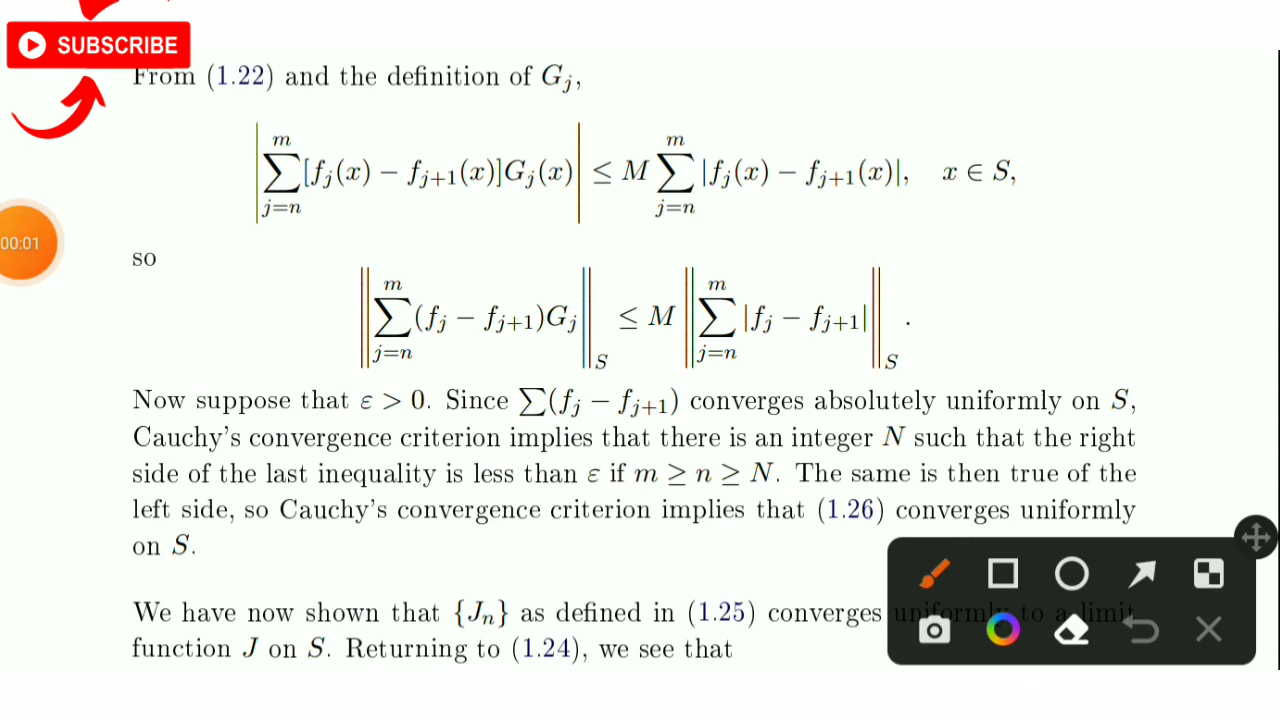 SUBSCRIBE
From (1.22) and the definition of G_j,
|∑_{j=n}^{m} [f_j(x) − f_{j+1}(x)]G_j(x)| ≤ M ∑_{j=n}^{m} |f_j(x) − f_{j+1}(x)|, x ∈ S,
00:01
so
‖∑_{j=n}^{m} (f_j − f_{j+1})G_j‖_S ≤ M ‖∑_{j=n}^{m} |f_j − f_{j+1}|‖_S .
Now suppose that ε > 0. Since ∑(f_j − f_{j+1}) converges absolutely uniformly on S,
Cauchy's convergence criterion implies that there is an integer N such that the right
side of the last inequality is less than ε if m ≥ n ≥ N. The same is then true of the
left side, so Cauchy's convergence criterion implies that (1.26) converges uniformly
on S.
We have now shown that {J_n} as defined in (1.25) converges uniformly to a limit
function J on S. Returning to (1.24), we see that